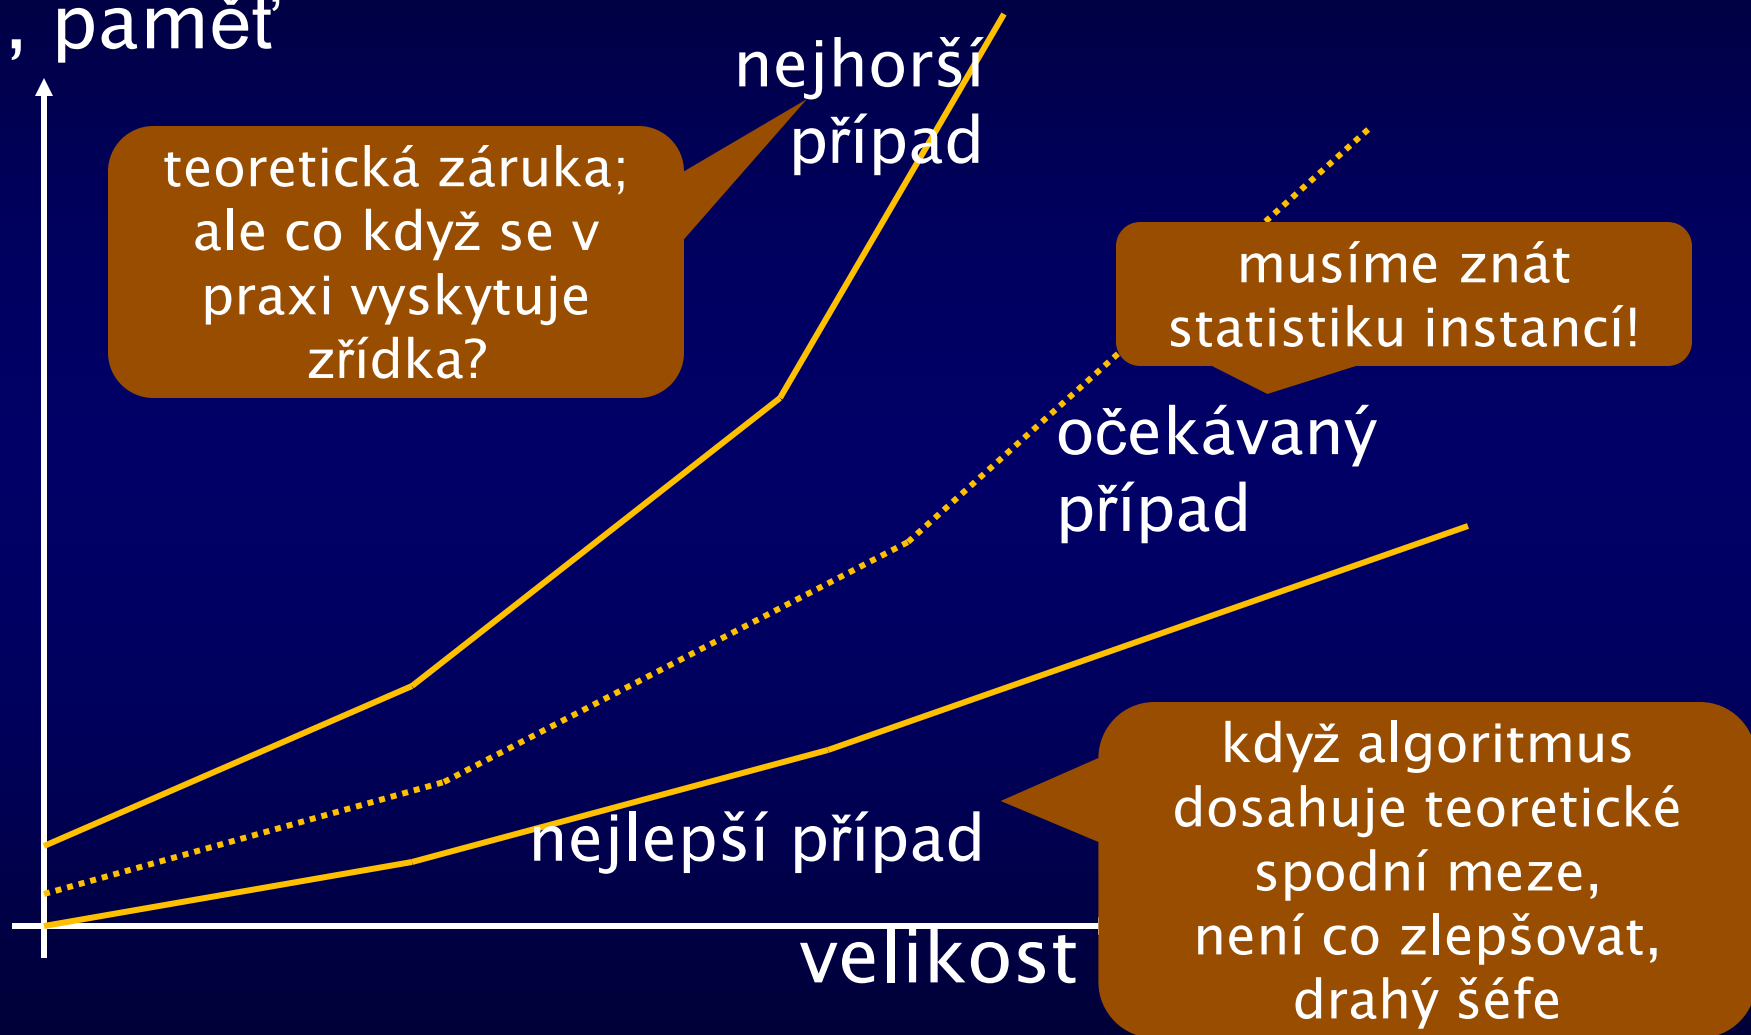 , paměť
nejhorší
případ
teoretická záruka;
ale co když se v
praxi vyskytuje
zřídka?
musíme znát
statistiku instancí!
očekávaný
případ
nejlepší případ
když algoritmus
dosahuje teoretické
spodní meze,
není co zlepšovat,
drahý šéfe
velikost